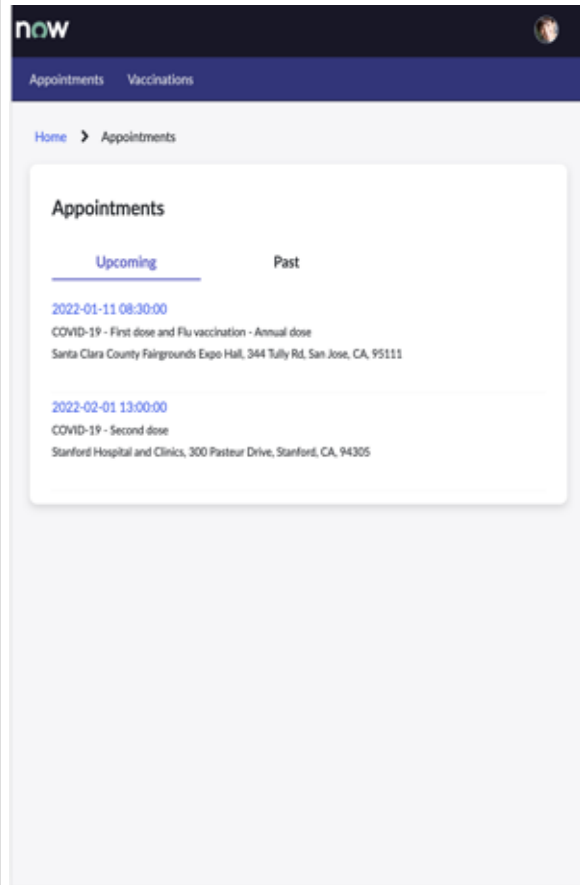 now
Appointments Vaccinations
Home > Appointments
Appointments
Upcoming Past
2022-01-11 08:30:00
COVID-19 - First dose and Flu vaccination - Annual dose
Santa Clara County Fairgrounds Expo Hall, 344 Tully Rd, San Jose, CA, 95111
2022-02-01 13:00:00
COVID-19 - Second dose
Stanford Hospital and Clinics, 300 Pasteur Drive, Stanford, CA, 94305